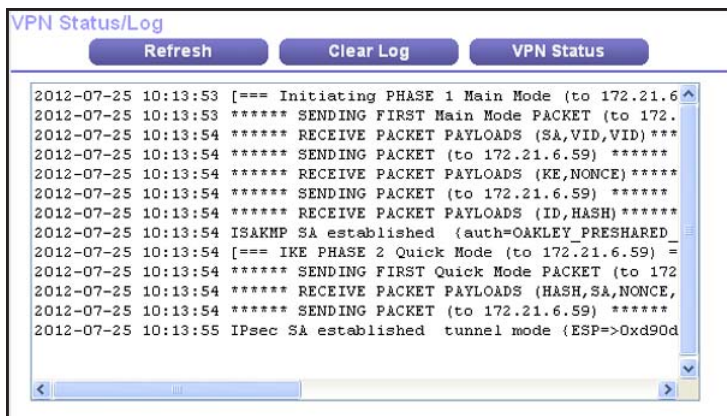 VPN Status/Log
Refresh Clear Log VPN Status
2012-07-25 10:13:53 [=== Initiating PHASE 1 Main Mode (to 172.21.6
2012-07-25 10:13:53 ****** SENDING FIRST Main Mode PACKET (to 172.
2012-07-25 10:13:54 ****** RECEIVE PACKET PAYLOADS (SA,VID,VID)****
2012-07-25 10:13:54 ****** SENDING PACKET (to 172.21.6.59) ******
2012-07-25 10:13:54 ****** RECEIVE PACKET PAYLOADS (KE,NONCE)*****
2012-07-25 10:13:54 ****** SENDING PACKET (to 172.21.6.59) ******
2012-07-25 10:13:54 ****** RECEIVE PACKET PAYLOADS (ID,HASH)******
2012-07-25 10:13:54 ISAKMP SA established {auth=OAKLEY_PRESHARED_
2012-07-25 10:13:54 [=== IKE PHASE 2 Quick Mode (to 172.21.6.59) =
2012-07-25 10:13:54 ****** SENDING FIRST Quick Mode PACKET (to 172
2012-07-25 10:13:54 ****** RECEIVE PACKET PAYLOADS (HASH,SA,NONCE,
2012-07-25 10:13:54 ****** SENDING PACKET (to 172.21.6.59) ******
2012-07-25 10:13:55 IPsec SA established tunnel mode {ESP=>0xd90d